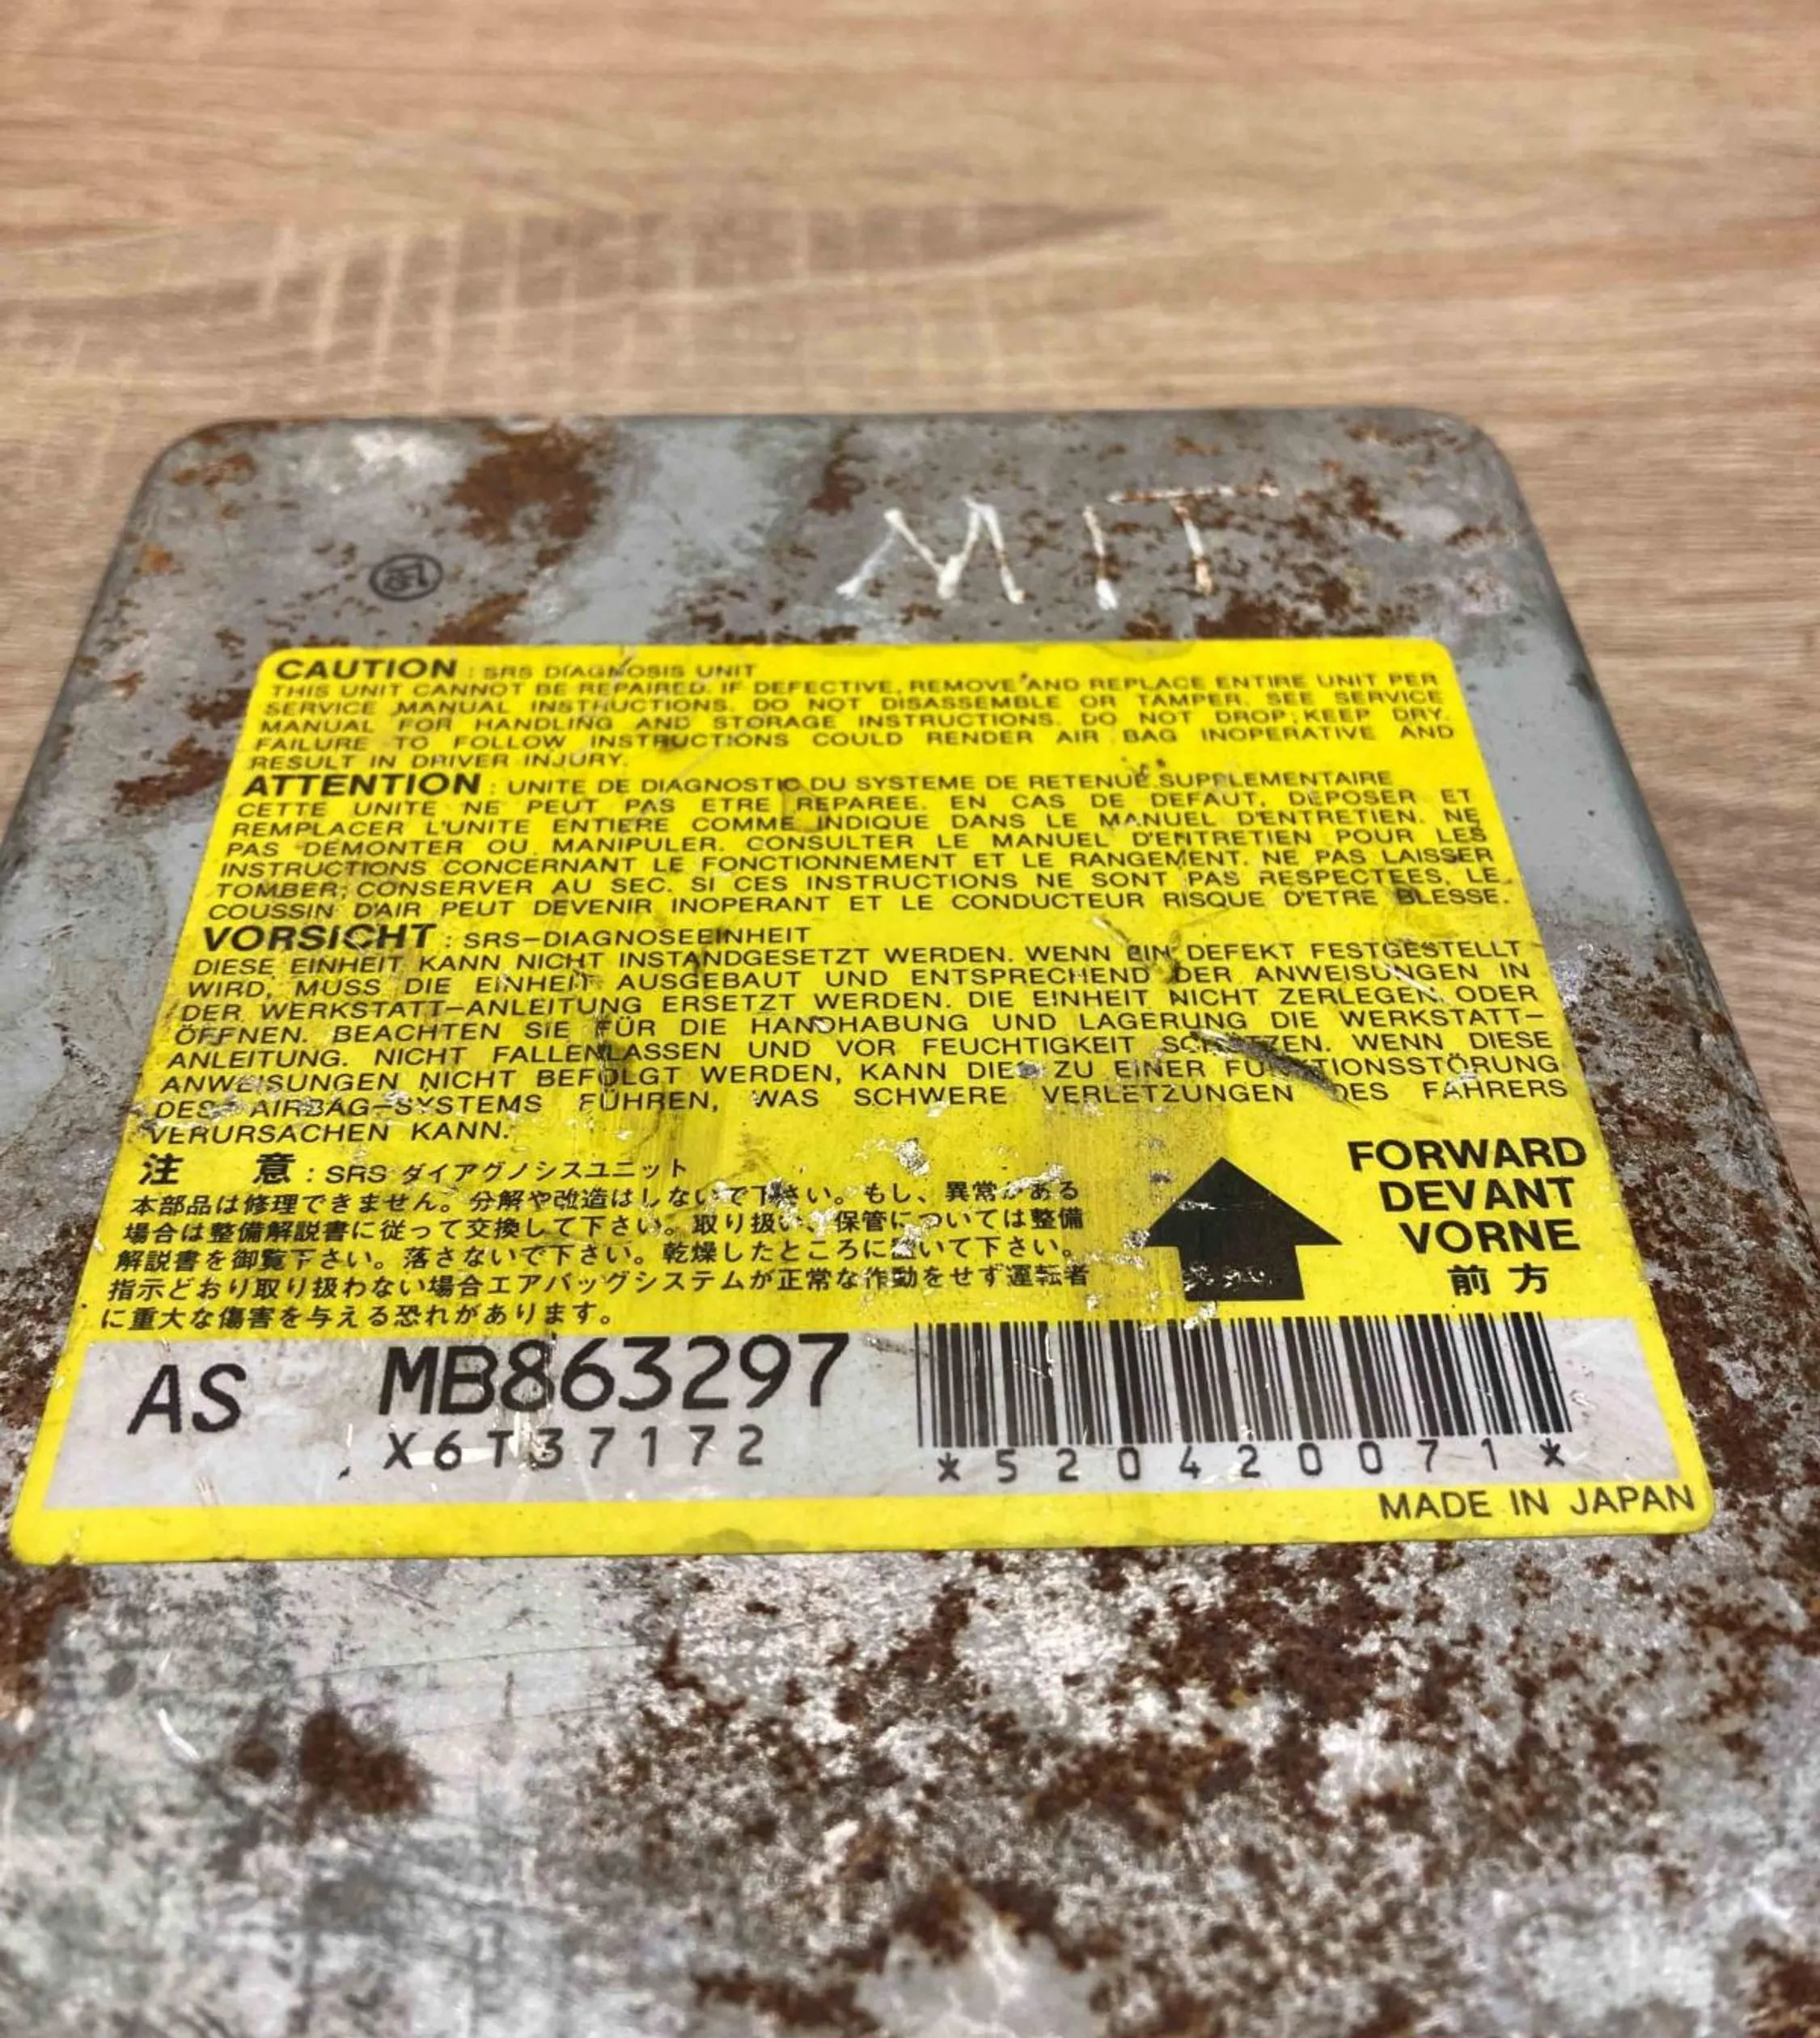 MIT
CAUTION : SRS DIAGNOSIS UNIT
THIS UNIT CANNOT BE REPAIRED. IF DEFECTIVE, REMOVE AND REPLACE ENTIRE UNIT PER
SERVICE MANUAL INSTRUCTIONS. DO NOT DISASSEMBLE OR TAMPER. SEE SERVICE
MANUAL FOR HANDLING AND STORAGE INSTRUCTIONS. DO NOT DROP; KEEP DRY.
FAILURE TO FOLLOW INSTRUCTIONS COULD RENDER AIR BAG INOPERATIVE AND
RESULT IN DRIVER INJURY.
ATTENTION : UNITE DE DIAGNOSTIC DU SYSTEME DE RETENUE SUPPLEMENTAIRE
CETTE UNITE NE PEUT PAS ETRE REPAREE. EN CAS DE DEFAUT, DEPOSER ET
REMPLACER L'UNITE ENTIERE COMME INDIQUE DANS LE MANUEL D'ENTRETIEN. NE
PAS DEMONTER OU MANIPULER. CONSULTER LE MANUEL D'ENTRETIEN POUR LES
INSTRUCTIONS CONCERNANT LE FONCTIONNEMENT ET LE RANGEMENT. NE PAS LAISSER
TOMBER; CONSERVER AU SEC. SI CES INSTRUCTIONS NE SONT PAS RESPECTEES, LE
COUSSIN D'AIR PEUT DEVENIR INOPERANT ET LE CONDUCTEUR RISQUE D'ETRE BLESSE.
VORSICHT : SRS-DIAGNOSEEINHEIT
DIESE EINHEIT KANN NICHT INSTANDGESETZT WERDEN. WENN EIN DEFEKT FESTGESTELLT
WIRD, MUSS DIE EINHEIT AUSGEBAUT UND ENTSPRECHEND DER ANWEISUNGEN IN
DER WERKSTATT-ANLEITUNG ERSETZT WERDEN. DIE EINHEIT NICHT ZERLEGEN ODER
ÖFFNEN. BEACHTEN SIE FÜR DIE HANDHABUNG UND LAGERUNG DIE WERKSTATT-
ANLEITUNG. NICHT FALLENLASSEN UND VOR FEUCHTIGKEIT SCHÜTZEN. WENN DIESE
ANWEISUNGEN NICHT BEFOLGT WERDEN, KANN DIES ZU EINER FUNKTIONSSTÖRUNG
DES AIRBAG-SYSTEMS FÜHREN, WAS SCHWERE VERLETZUNGEN DES FAHRERS
VERURSACHEN KANN.
注 意 : SRS ダイアグノシスユニット
本部品は修理できません。分解や改造はしないで下さい。もし、異常がある
場合は整備解説書に従って交換して下さい。取り扱い、保管については整備
解説書を御覧下さい。落さないで下さい。乾燥したところに置いて下さい。
指示どおり取り扱わない場合エアバッグシステムが正常な作動をせず運転者
に重大な傷害を与える恐れがあります。
FORWARD
DEVANT
VORNE
前方
AS MB863297
X6T37172
*520420071*
MADE IN JAPAN